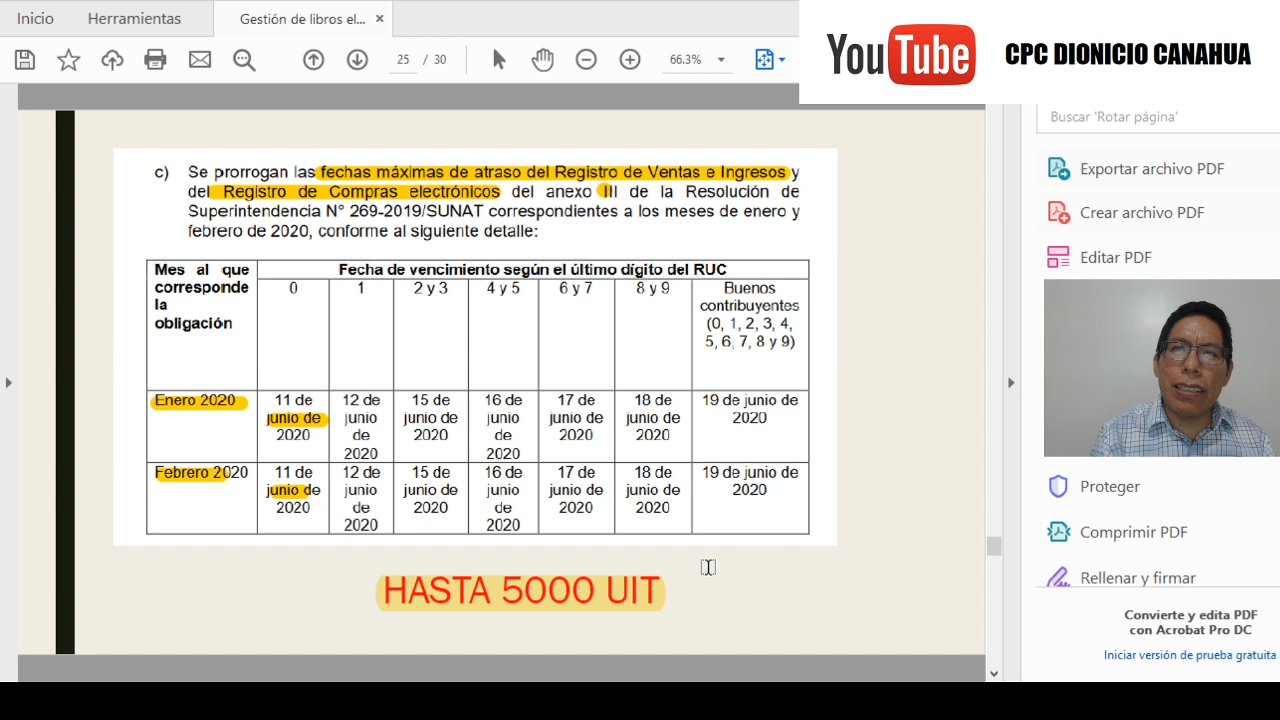 Inicio
Herramientas
Gestión de libros el...
×
YouTube
CPC DIONICIO CANAHUA
25 / 30
66.3%
Buscar 'Rotar página'
Exportar archivo PDF
Crear archivo PDF
Editar PDF
Proteger
Comprimir PDF
Rellenar y firmar
Convierte y edita PDF
con Acrobat Pro DC
Iniciar versión de prueba gratuita
c) Se prorrogan las fechas máximas de atraso del Registro de Ventas e Ingresos y
del Registro de Compras electrónicos del anexo III de la Resolución de
Superintendencia N° 269-2019/SUNAT correspondientes a los meses de enero y
febrero de 2020, conforme al siguiente detalle:
Mes al que
corresponde
la
obligación
Fecha de vencimiento según el último dígito del RUC
0
1
2 y 3
4 y 5
6 y 7
8 y 9
Buenos
contribuyentes
(0, 1, 2, 3, 4,
5, 6, 7, 8 y 9)
Enero 2020
11 de
junio de
2020
12 de
junio
de
2020
15 de
junio de
2020
16 de
junio
de
2020
17 de
junio de
2020
18 de
junio de
2020
19 de junio de
2020
Febrero 2020
11 de
junio de
2020
12 de
junio
de
2020
15 de
junio de
2020
16 de
junio
de
2020
17 de
junio de
2020
18 de
junio de
2020
19 de junio de
2020
HASTA 5000 UIT